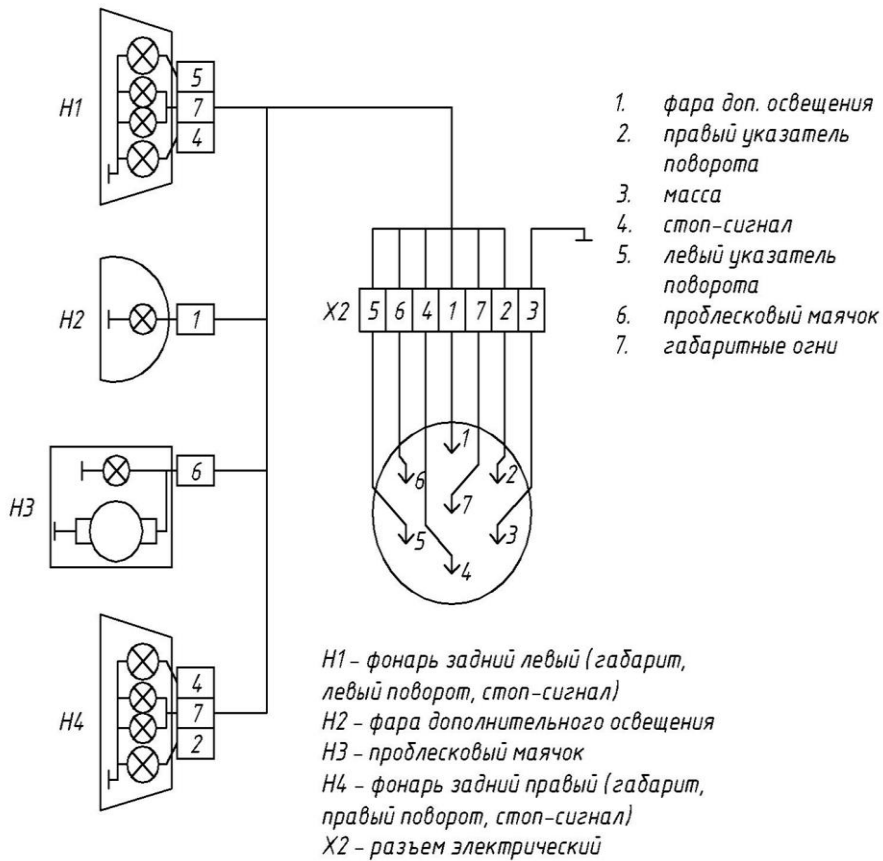 H1
5
7
4
H2
1
H3
6
H4
4
7
2
X2 5 6 4 1 7 2 3
1
6
2
7
5
3
4
1. фара доп. освещения
2. правый указатель
поворота
3. масса
4. стоп-сигнал
5. левый указатель
поворота
6. проблесковый маячок
7. габаритные огни
H1 – фонарь задний левый (габарит,
левый поворот, стоп-сигнал)
H2 – фара дополнительного освещения
H3 – проблесковый маячок
H4 – фонарь задний правый (габарит,
правый поворот, стоп-сигнал)
X2 – разъем электрический